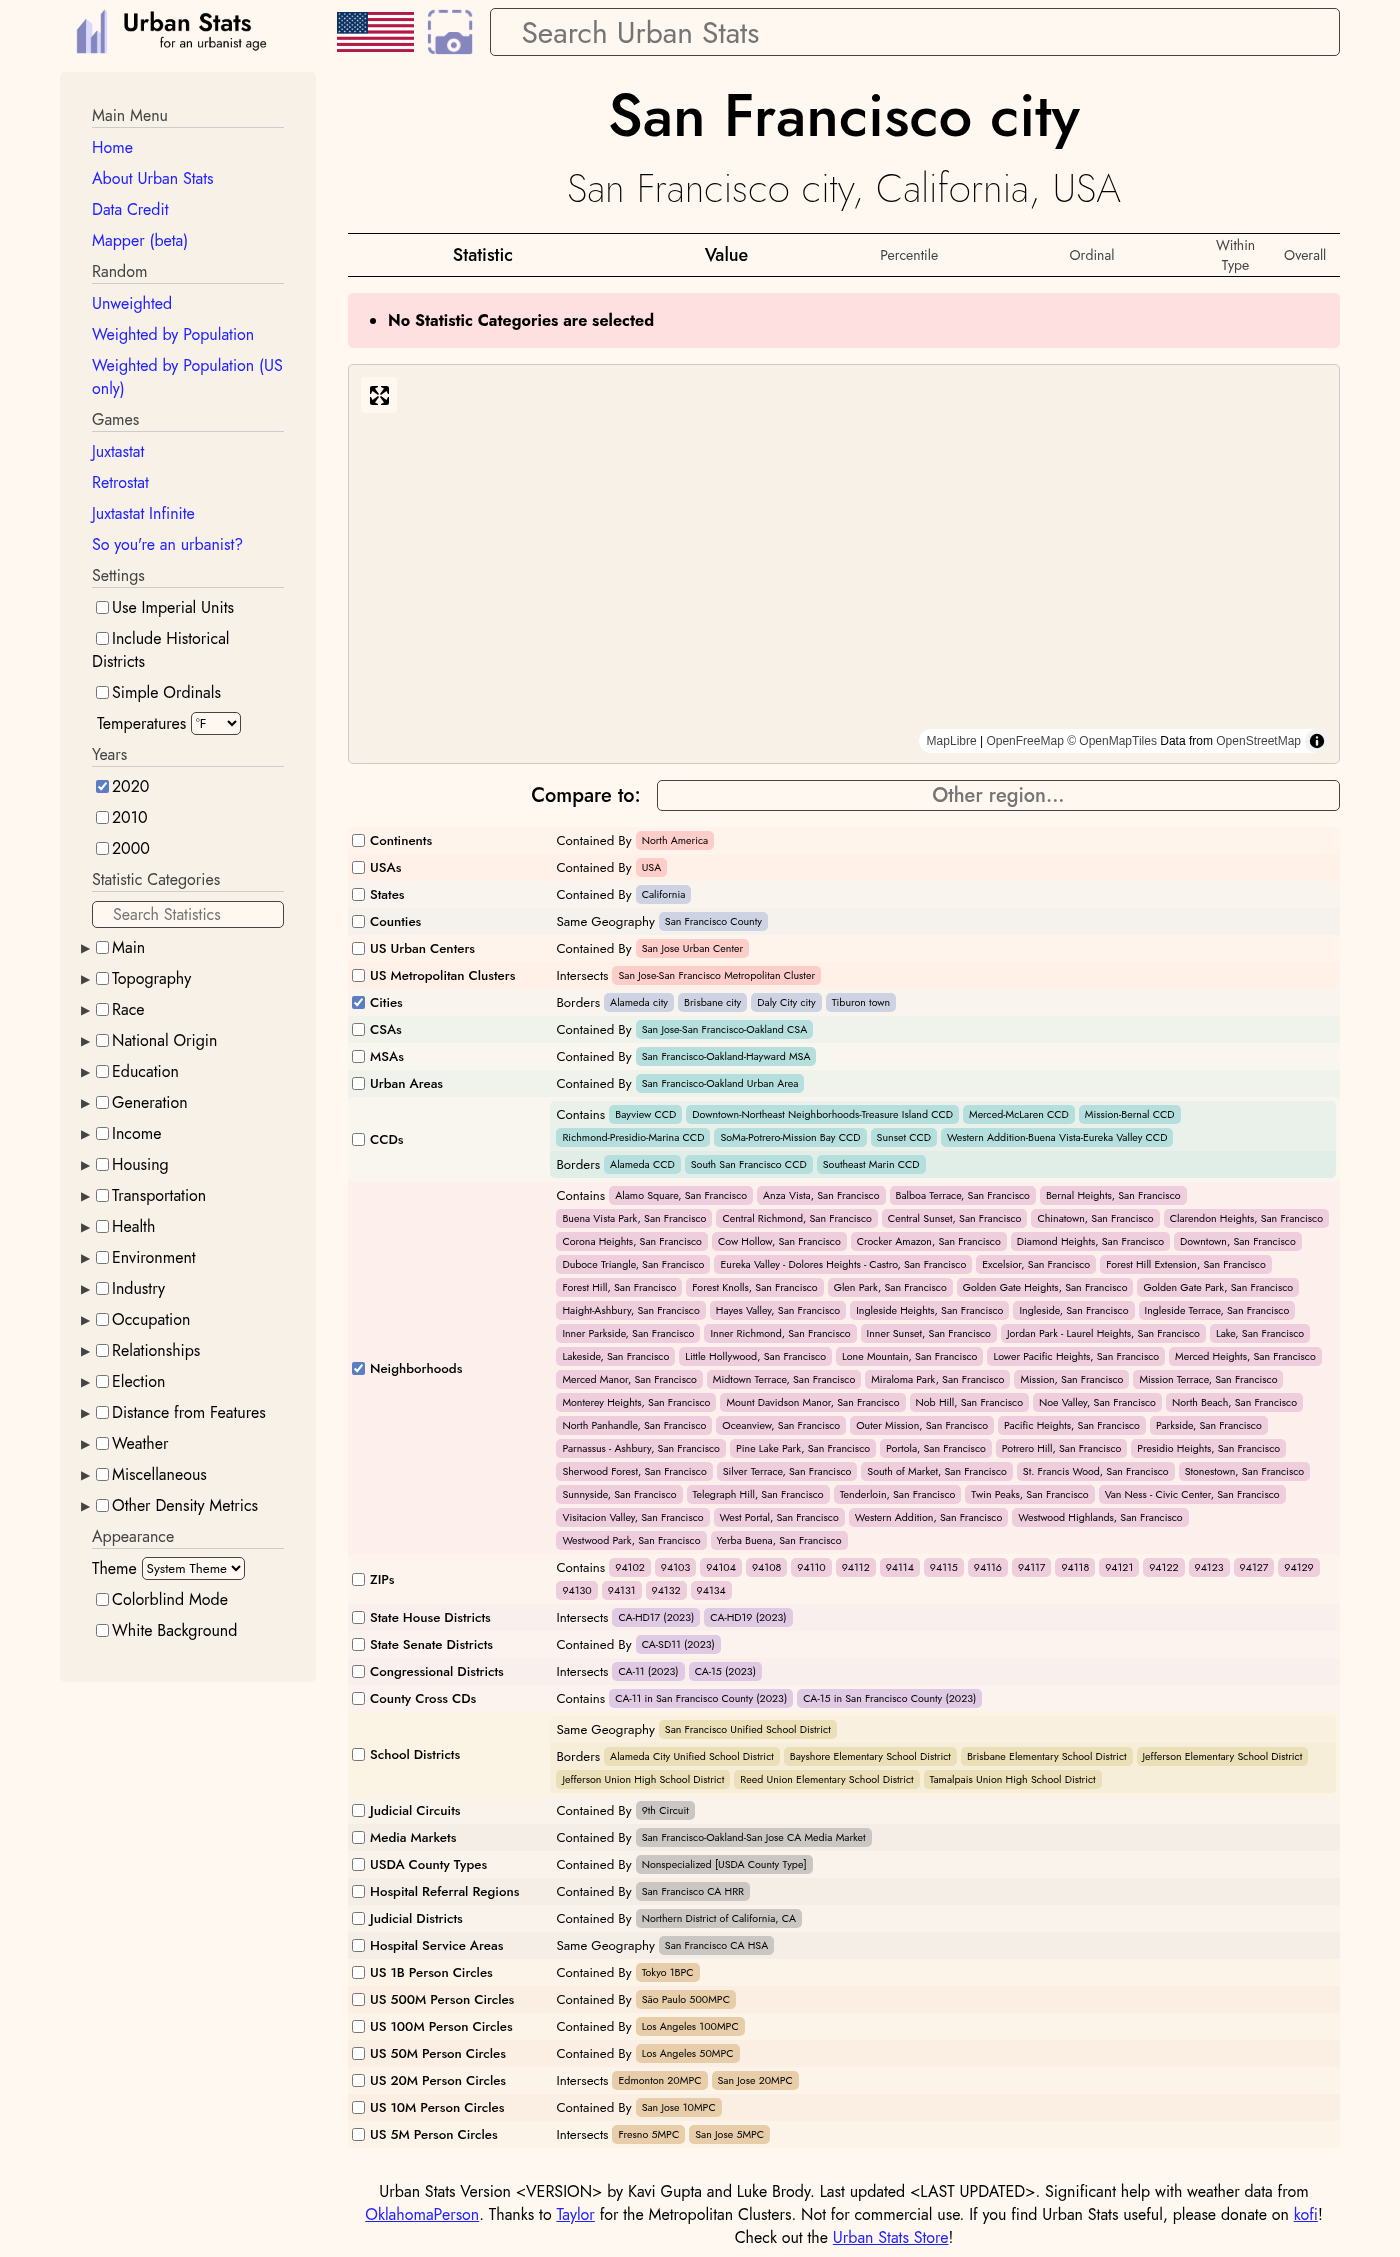 Urban Stats
for an urbanist age
Search Urban Stats
Main Menu
Home
About Urban Stats
Data Credit
Mapper (beta)
Random
Unweighted
Weighted by Population
Weighted by Population (US
only)
Games
Juxtastat
Retrostat
Juxtastat Infinite
So you're an urbanist?
Settings
Use Imperial Units
Include Historical
Districts
Simple Ordinals
Temperatures °F
Years
2020
2010
2000
Statistic Categories
Search Statistics
Main
Topography
Race
National Origin
Education
Generation
Income
Housing
Transportation
Health
Environment
Industry
Occupation
Relationships
Election
Distance from Features
Weather
Miscellaneous
Other Density Metrics
Appearance
Theme System Theme
Colorblind Mode
White Background
San Francisco city
San Francisco city, California, USA
Statistic Value Percentile Ordinal Within Type Overall
• No Statistic Categories are selected
MapLibre | OpenFreeMap © OpenMapTiles Data from OpenStreetMap
Compare to: Other region...
Continents Contained By North America
USAs Contained By USA
States Contained By California
Counties Same Geography San Francisco County
US Urban Centers Contained By San Jose Urban Center
US Metropolitan Clusters Intersects San Jose-San Francisco Metropolitan Cluster
Cities Borders Alameda city Brisbane city Daly City city Tiburon town
CSAs Contained By San Jose-San Francisco-Oakland CSA
MSAs Contained By San Francisco-Oakland-Hayward MSA
Urban Areas Contained By San Francisco-Oakland Urban Area
CCDs
Contains Bayview CCD Downtown-Northeast Neighborhoods-Treasure Island CCD Merced-McLaren CCD Mission-Bernal CCD
Richmond-Presidio-Marina CCD SoMa-Potrero-Mission Bay CCD Sunset CCD Western Addition-Buena Vista-Eureka Valley CCD
Borders Alameda CCD South San Francisco CCD Southeast Marin CCD
Neighborhoods
Contains Alamo Square, San Francisco Anza Vista, San Francisco Balboa Terrace, San Francisco Bernal Heights, San Francisco
Buena Vista Park, San Francisco Central Richmond, San Francisco Central Sunset, San Francisco Chinatown, San Francisco Clarendon Heights, San Francisco
Corona Heights, San Francisco Cow Hollow, San Francisco Crocker Amazon, San Francisco Diamond Heights, San Francisco Downtown, San Francisco
Duboce Triangle, San Francisco Eureka Valley - Dolores Heights - Castro, San Francisco Excelsior, San Francisco Forest Hill Extension, San Francisco
Forest Hill, San Francisco Forest Knolls, San Francisco Glen Park, San Francisco Golden Gate Heights, San Francisco Golden Gate Park, San Francisco
Haight-Ashbury, San Francisco Hayes Valley, San Francisco Ingleside Heights, San Francisco Ingleside, San Francisco Ingleside Terrace, San Francisco
Inner Parkside, San Francisco Inner Richmond, San Francisco Inner Sunset, San Francisco Jordan Park - Laurel Heights, San Francisco Lake, San Francisco
Lakeside, San Francisco Little Hollywood, San Francisco Lone Mountain, San Francisco Lower Pacific Heights, San Francisco Merced Heights, San Francisco
Merced Manor, San Francisco Midtown Terrace, San Francisco Miraloma Park, San Francisco Mission, San Francisco Mission Terrace, San Francisco
Monterey Heights, San Francisco Mount Davidson Manor, San Francisco Nob Hill, San Francisco Noe Valley, San Francisco North Beach, San Francisco
North Panhandle, San Francisco Oceanview, San Francisco Outer Mission, San Francisco Pacific Heights, San Francisco Parkside, San Francisco
Parnassus - Ashbury, San Francisco Pine Lake Park, San Francisco Portola, San Francisco Potrero Hill, San Francisco Presidio Heights, San Francisco
Sherwood Forest, San Francisco Silver Terrace, San Francisco South of Market, San Francisco St. Francis Wood, San Francisco Stonestown, San Francisco
Sunnyside, San Francisco Telegraph Hill, San Francisco Tenderloin, San Francisco Twin Peaks, San Francisco Van Ness - Civic Center, San Francisco
Visitacion Valley, San Francisco West Portal, San Francisco Western Addition, San Francisco Westwood Highlands, San Francisco
Westwood Park, San Francisco Yerba Buena, San Francisco
ZIPs
Contains 94102 94103 94104 94108 94110 94112 94114 94115 94116 94117 94118 94121 94122 94123 94127 94129
94130 94131 94132 94134
State House Districts Intersects CA-HD17 (2023) CA-HD19 (2023)
State Senate Districts Contained By CA-SD11 (2023)
Congressional Districts Intersects CA-11 (2023) CA-15 (2023)
County Cross CDs Contains CA-11 in San Francisco County (2023) CA-15 in San Francisco County (2023)
School Districts
Same Geography San Francisco Unified School District
Borders Alameda City Unified School District Bayshore Elementary School District Brisbane Elementary School District Jefferson Elementary School District
Jefferson Union High School District Reed Union Elementary School District Tamalpais Union High School District
Judicial Circuits Contained By 9th Circuit
Media Markets Contained By San Francisco-Oakland-San Jose CA Media Market
USDA County Types Contained By Nonspecialized [USDA County Type]
Hospital Referral Regions Contained By San Francisco CA HRR
Judicial Districts Contained By Northern District of California, CA
Hospital Service Areas Same Geography San Francisco CA HSA
US 1B Person Circles Contained By Tokyo 1BPC
US 500M Person Circles Contained By São Paulo 500MPC
US 100M Person Circles Contained By Los Angeles 100MPC
US 50M Person Circles Contained By Los Angeles 50MPC
US 20M Person Circles Intersects Edmonton 20MPC San Jose 20MPC
US 10M Person Circles Contained By San Jose 10MPC
US 5M Person Circles Intersects Fresno 5MPC San Jose 5MPC
Urban Stats Version <VERSION> by Kavi Gupta and Luke Brody. Last updated <LAST UPDATED>. Significant help with weather data from
OklahomaPerson. Thanks to Taylor for the Metropolitan Clusters. Not for commercial use. If you find Urban Stats useful, please donate on kofi!
Check out the Urban Stats Store!